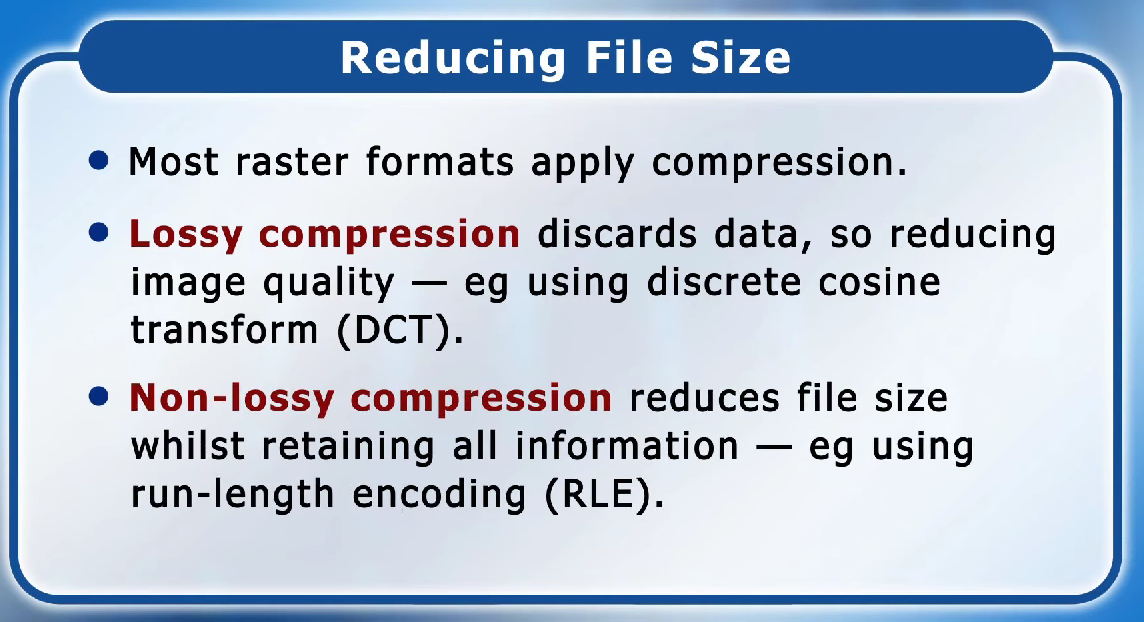 Reducing File Size
• Most raster formats apply compression.
• Lossy compression discards data, so reducing
image quality — eg using discrete cosine
transform (DCT).
• Non-lossy compression reduces file size
whilst retaining all information — eg using
run-length encoding (RLE).